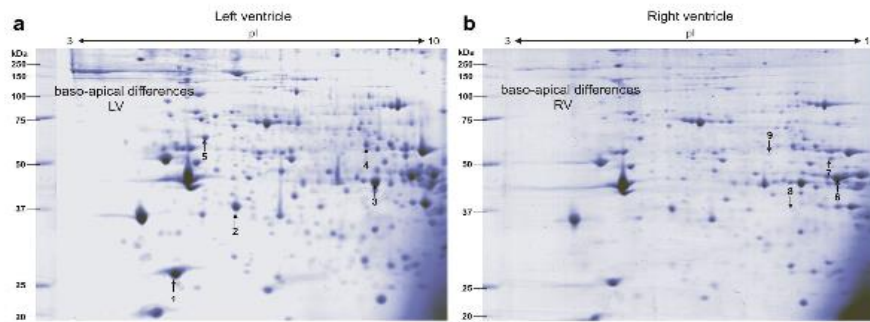 a
Left ventricle
3 pI 10
kDa
250
150
100
75
50
37
25
20
baso-apical differences
LV
5
4
3
2
1
b
Right ventricle
3 pI 1
kDa
250
150
100
75
50
37
25
20
baso-apical differences
RV
9
7
8
6